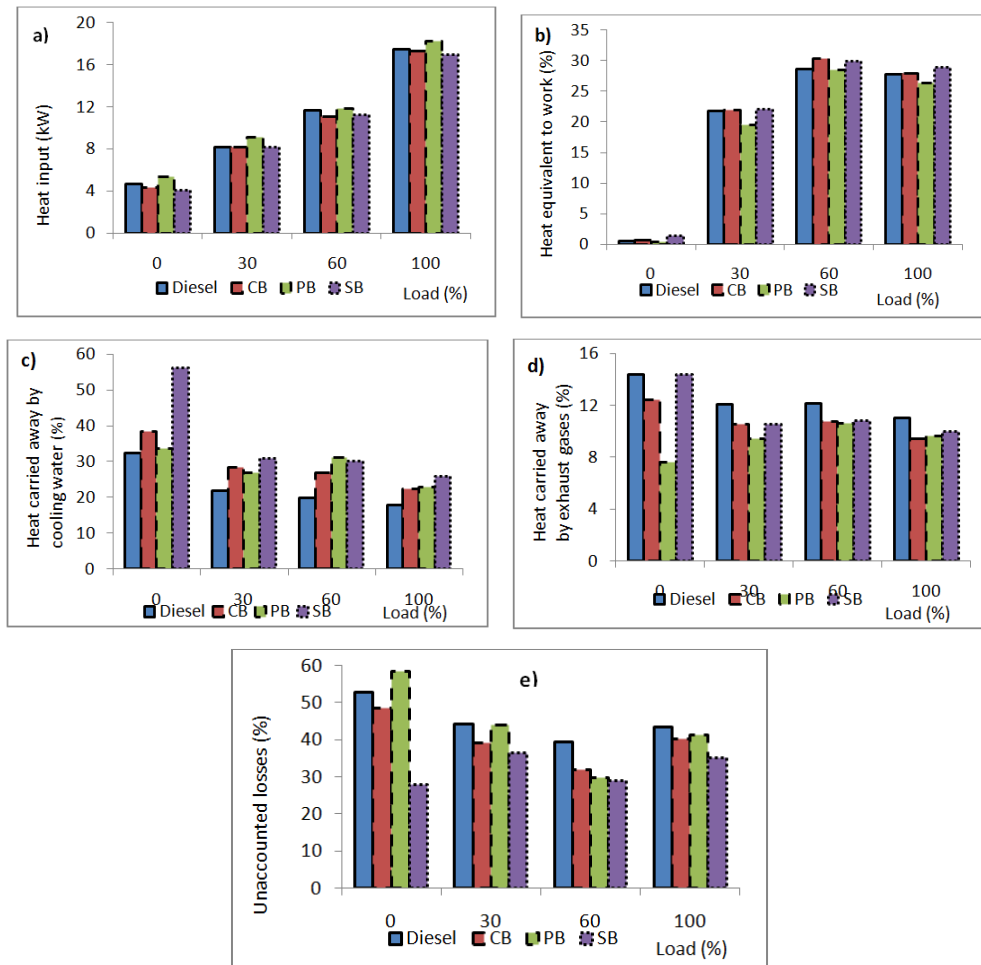 a)
Heat input (kW)
20
16
12
8
4
0
0 30 60 100
Diesel CB PB SB Load (%)
b)
Heat equivalent to work (%)
35
30
25
20
15
10
5
0
0 30 60 100
Diesel CB PB SB Load (%)
c)
Heat carried away by
cooling water (%)
60
50
40
30
20
10
0
0 30 60 100
Diesel CB PB SB Load (%)
d)
Heat carried away
by exhaust gases (%)
16
12
8
4
0
0 30 60 100
Diesel CB PB SB Load (%)
e)
Unaccounted losses (%)
60
50
40
30
20
10
0
0 30 60 100
Diesel CB PB SB Load (%)